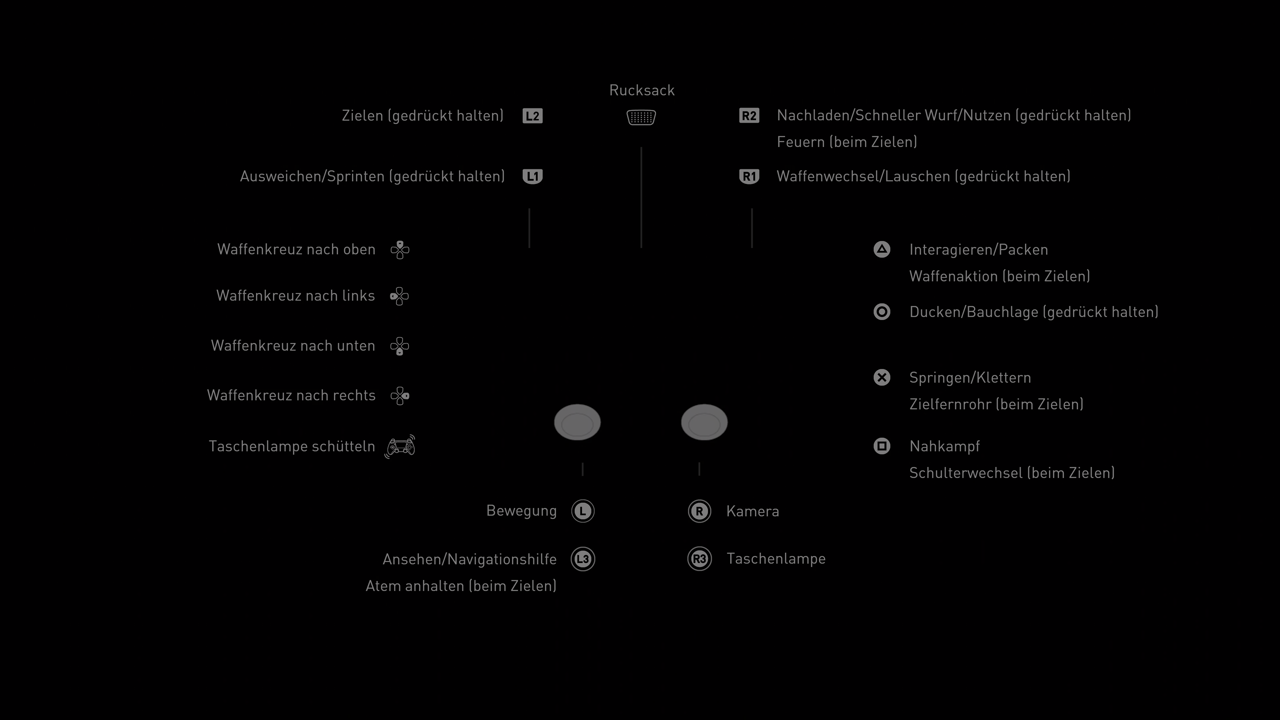 Rucksack
Zielen (gedrückt halten) L2
R2 Nachladen/Schneller Wurf/Nutzen (gedrückt halten)
Feuern (beim Zielen)
Ausweichen/Sprinten (gedrückt halten) L1
R1 Waffenwechsel/Lauschen (gedrückt halten)
Waffenkreuz nach oben
Waffenkreuz nach links
Waffenkreuz nach unten
Waffenkreuz nach rechts
Taschenlampe schütteln
Interagieren/Packen
Waffenaktion (beim Zielen)
Ducken/Bauchlage (gedrückt halten)
Springen/Klettern
Zielfernrohr (beim Zielen)
Nahkampf
Schulterwechsel (beim Zielen)
Bewegung L
R Kamera
Ansehen/Navigationshilfe L3
Atem anhalten (beim Zielen)
R3 Taschenlampe